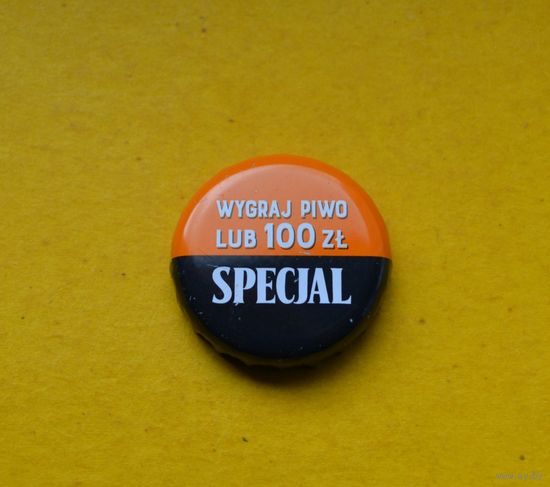 WYGRAJ PIWO
LUB 100 ZŁ
SPECJAL